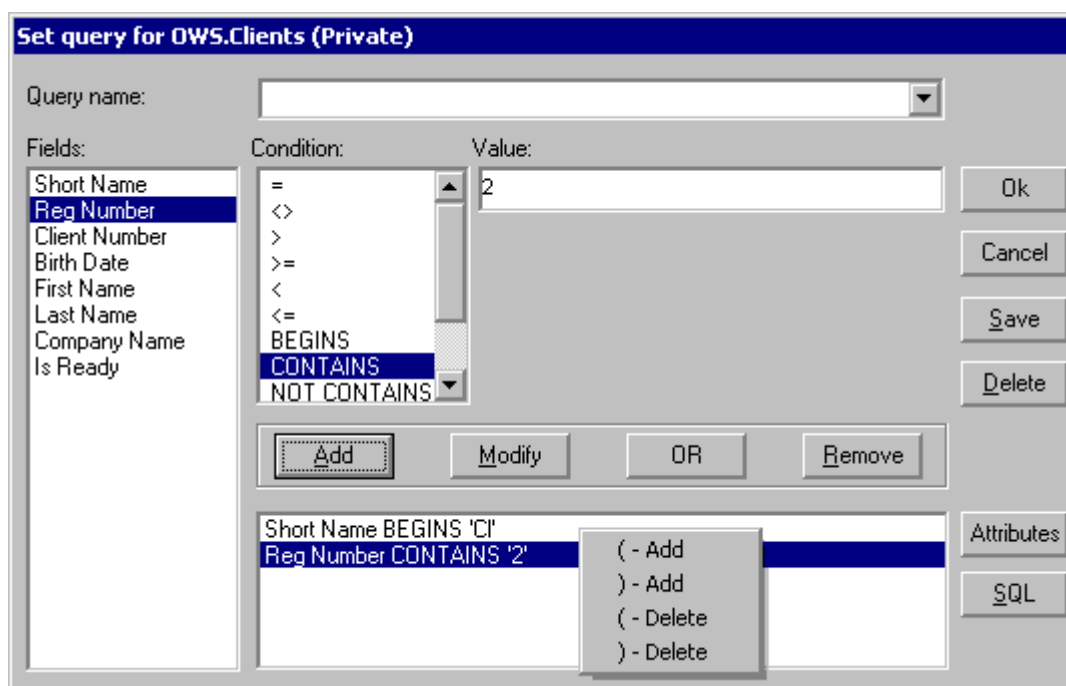 Set query for OWS.Clients (Private)
Query name:
Fields:
Condition:
Value:
Short Name
Reg Number
Client Number
Birth Date
First Name
Last Name
Company Name
Is Ready
=
<>
>
>=
<
<=
BEGINS
CONTAINS
NOT CONTAINS
2
Ok
Cancel
Save
Delete
Add
Modify
OR
Remove
Short Name BEGINS 'Cl'
Reg Number CONTAINS '2'
( - Add
) - Add
( - Delete
) - Delete
Attributes
SQL